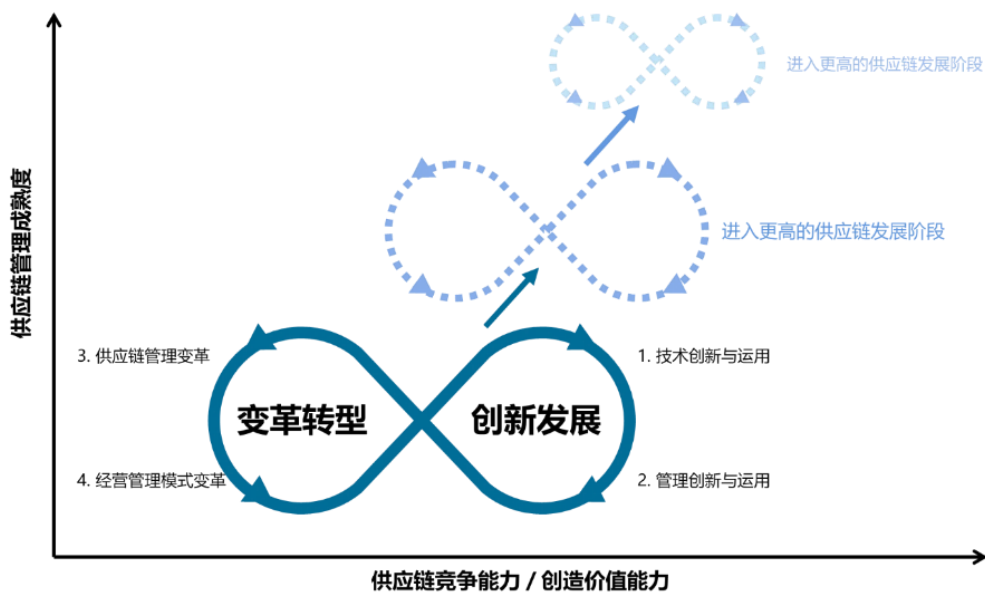 进入更高的供应链发展阶段
进入更高的供应链发展阶段
供应链管理成熟度
3. 供应链管理变革
1. 技术创新与运用
变革转型
创新发展
4. 经营管理模式变革
2. 管理创新与运用
供应链竞争能力 / 创造价值能力